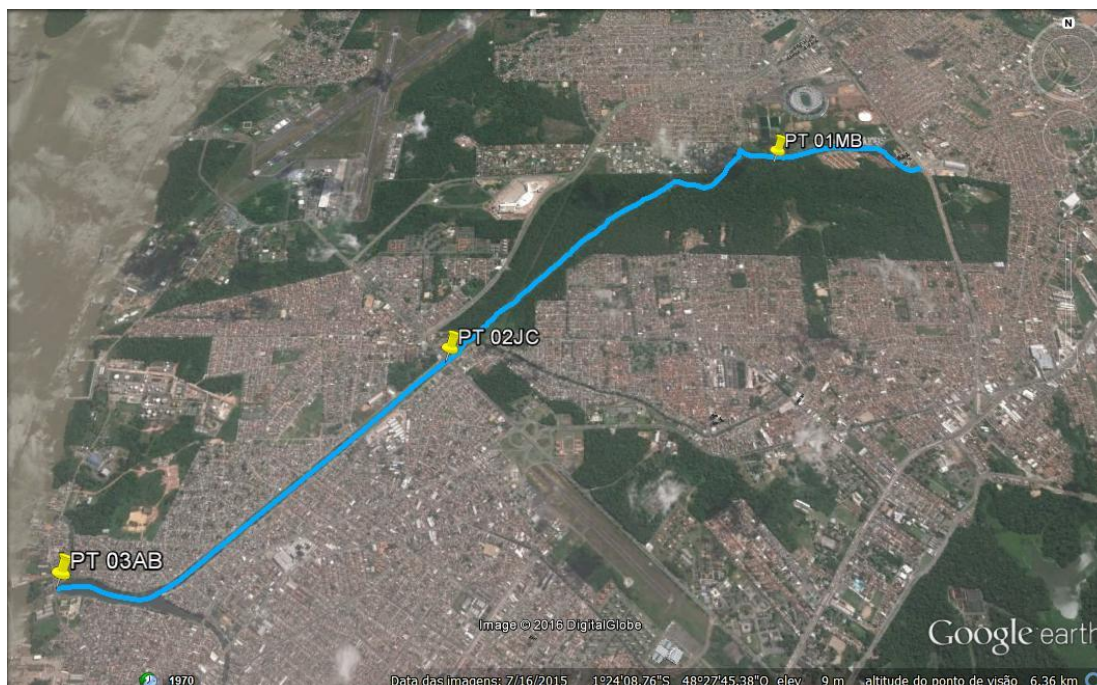 N
PT 01MB
PT 02JC
PT 03AB
Image © 2016 DigitalGlobe
Google earth
1970
Data das imagens: 7/16/2015 1°24'08.76"S 48°27'45.38"O elev 9 m altitude do ponto de visão 6.36 km